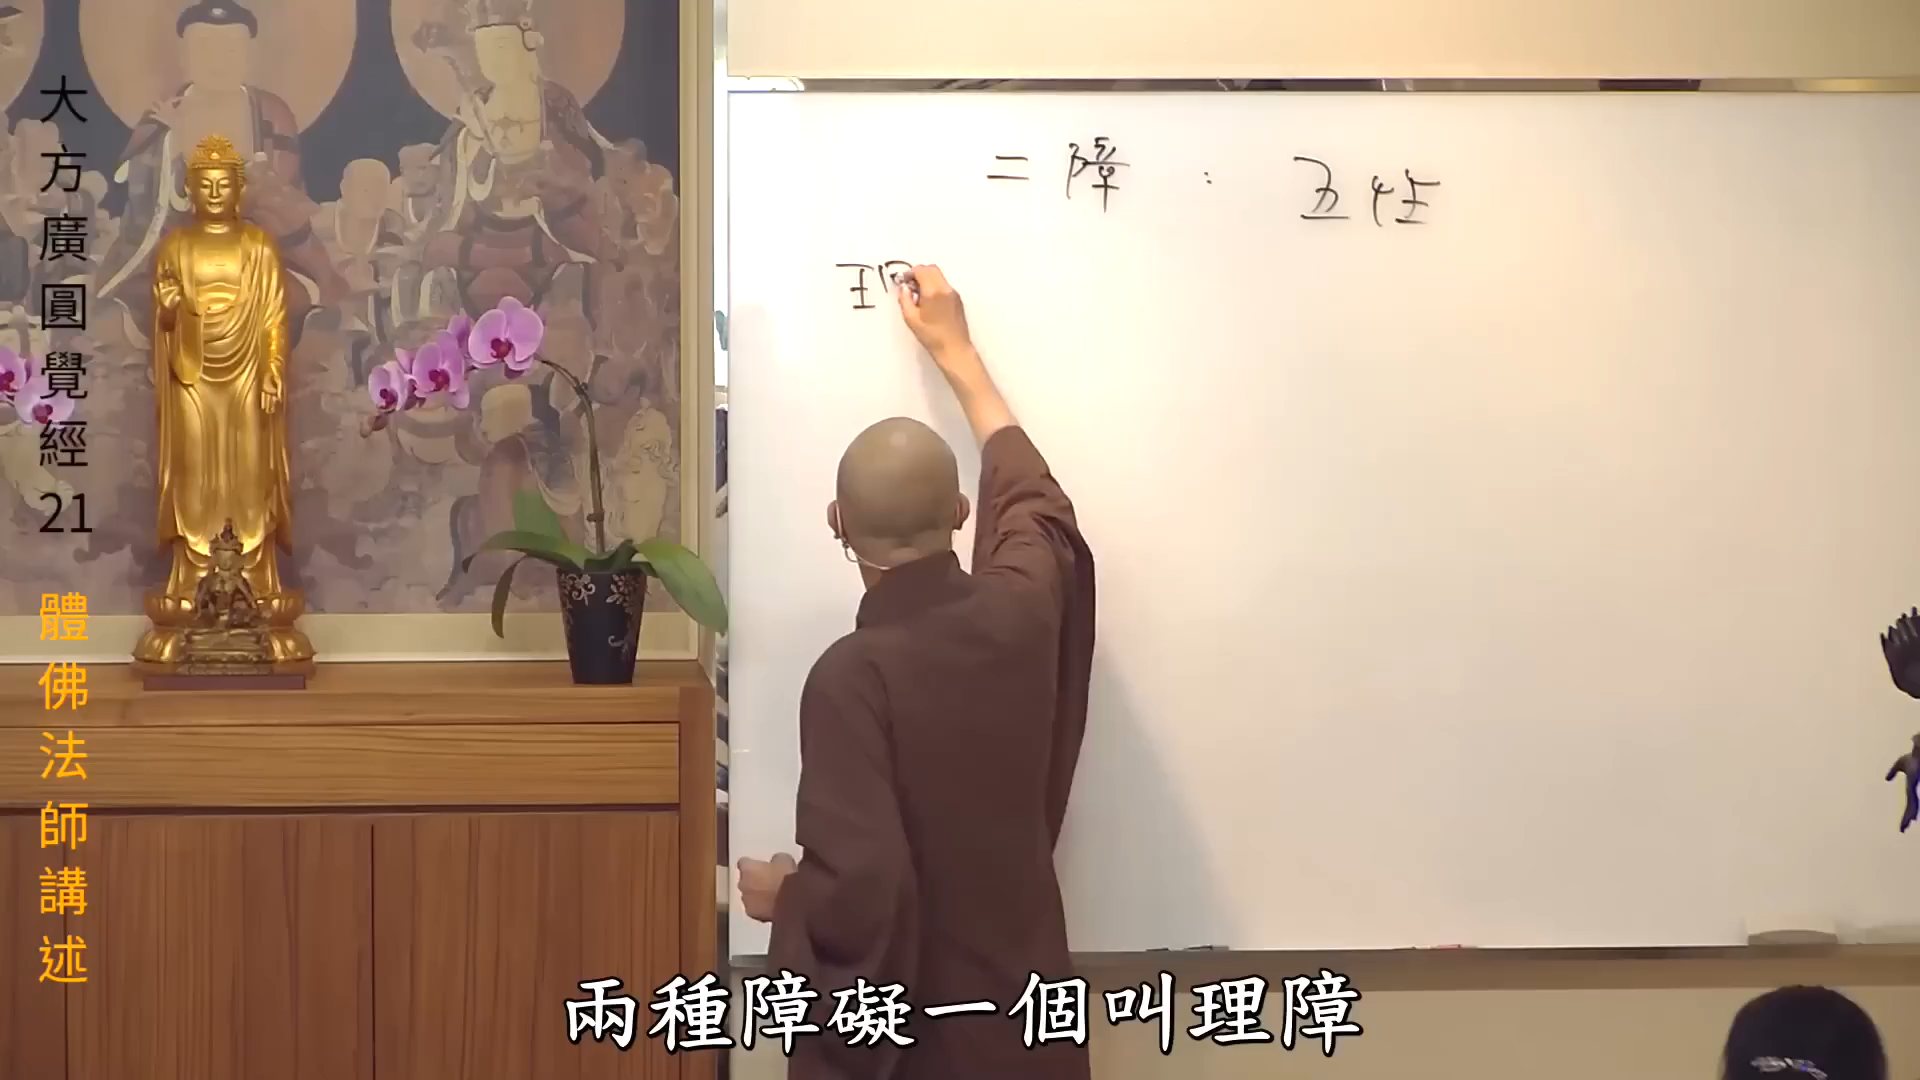 大方廣圓覺經21 體佛法師講述
二障：五性
兩種障礙一個叫理障